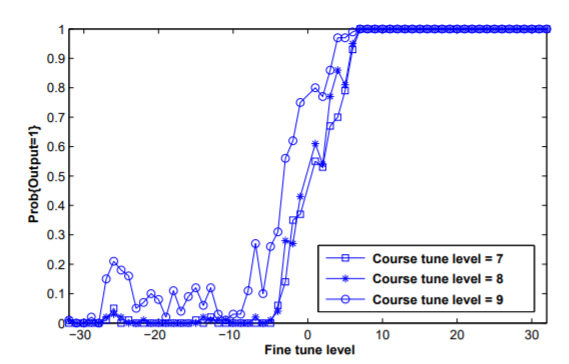 1
0.9
0.8
0.7
0.6
0.5
0.4
0.3
0.2
0.1
0
Prob{Output=1}
Course tune level = 7
Course tune level = 8
Course tune level = 9
−30 −20 −10 0 10 20 30
Fine tune level